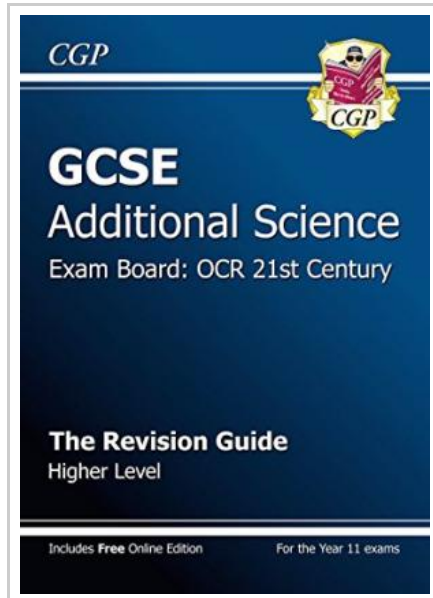 CGP
CGP
CGP
GCSE
Additional Science
Exam Board: OCR 21st Century
The Revision Guide
Higher Level
Includes Free Online Edition
For the Year 11 exams